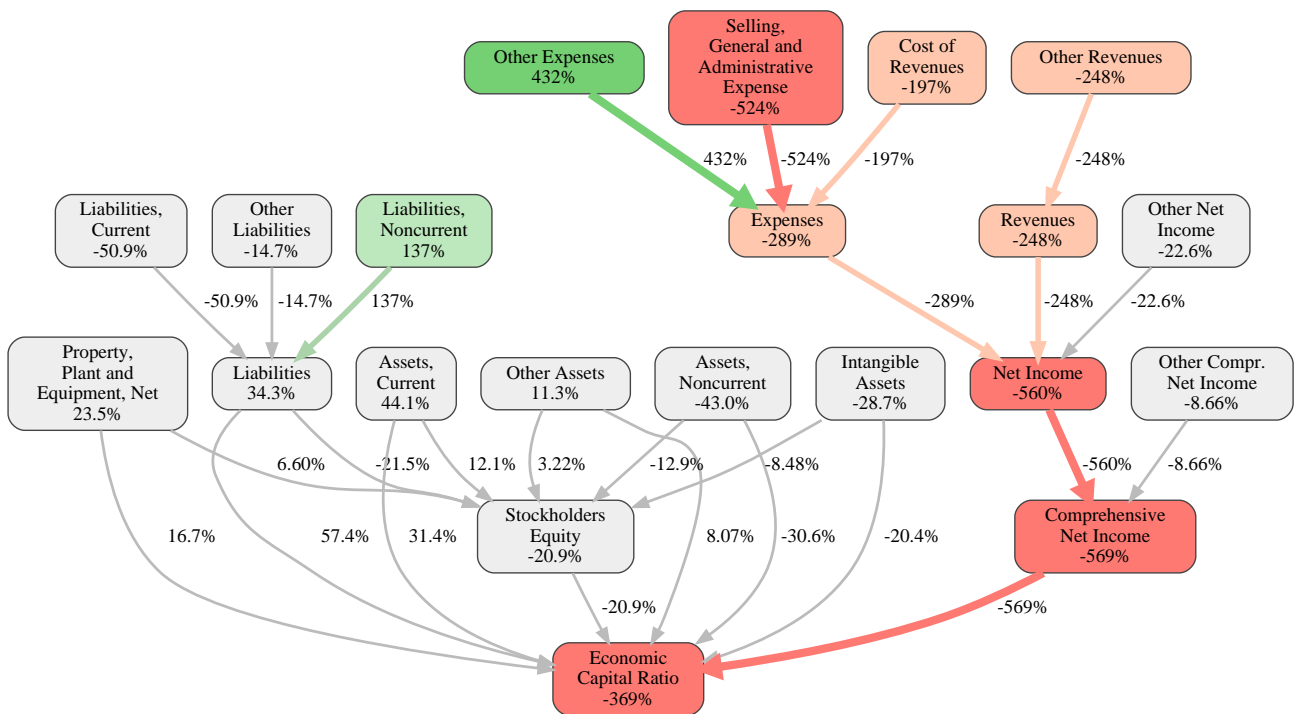 Other Expenses
432%
Selling,
General and
Administrative
Expense
-524%
Cost of
Revenues
-197%
Other Revenues
-248%
432%
-524%
-197%
-248%
Liabilities,
Current
-50.9%
Other
Liabilities
-14.7%
Liabilities,
Noncurrent
137%
Expenses
-289%
Revenues
-248%
Other Net
Income
-22.6%
-50.9%
-14.7%
137%
-289%
-248%
-22.6%
Property,
Plant and
Equipment, Net
23.5%
Liabilities
34.3%
Assets,
Current
44.1%
Other Assets
11.3%
Assets,
Noncurrent
-43.0%
Intangible
Assets
-28.7%
Net Income
-560%
Other Compr.
Net Income
-8.66%
6.60%
-21.5%
12.1%
3.22%
-12.9%
-8.48%
-560%
-8.66%
16.7%
57.4%
31.4%
Stockholders
Equity
-20.9%
8.07%
-30.6%
-20.4%
Comprehensive
Net Income
-569%
-20.9%
-569%
Economic
Capital Ratio
-369%